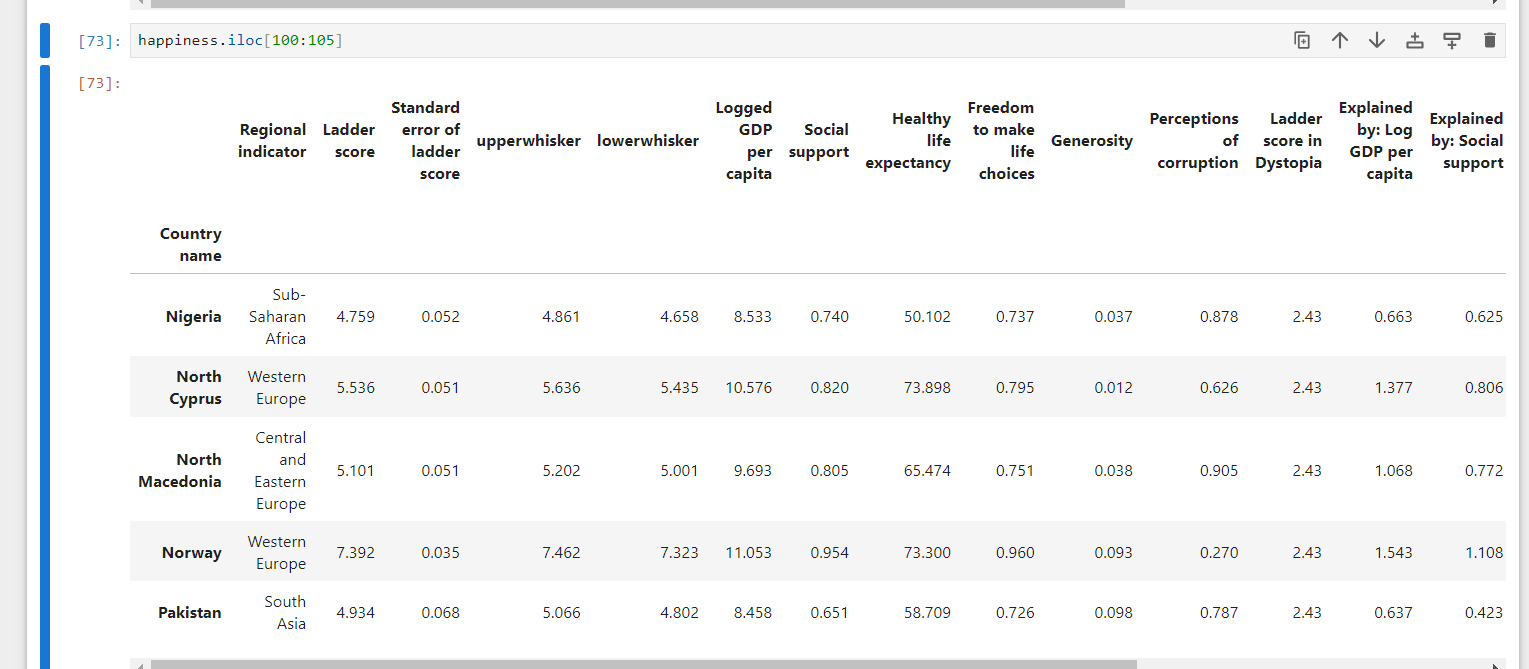 [73]: happiness.iloc[100:105]
[73]:
Country name Regional indicator Ladder score Standard error of ladder score upperwhisker lowerwhisker Logged GDP per capita Social support Healthy life expectancy Freedom to make life choices Generosity Perceptions of corruption Ladder score in Dystopia Explained by: Log GDP per capita Explained by: Social support
Nigeria Sub-Saharan Africa 4.759 0.052 4.861 4.658 8.533 0.740 50.102 0.737 0.037 0.878 2.43 0.663 0.625
North Cyprus Western Europe 5.536 0.051 5.636 5.435 10.576 0.820 73.898 0.795 0.012 0.626 2.43 1.377 0.806
North Macedonia Central and Eastern Europe 5.101 0.051 5.202 5.001 9.693 0.805 65.474 0.751 0.038 0.905 2.43 1.068 0.772
Norway Western Europe 7.392 0.035 7.462 7.323 11.053 0.954 73.300 0.960 0.093 0.270 2.43 1.543 1.108
Pakistan South Asia 4.934 0.068 5.066 4.802 8.458 0.651 58.709 0.726 0.098 0.787 2.43 0.637 0.423